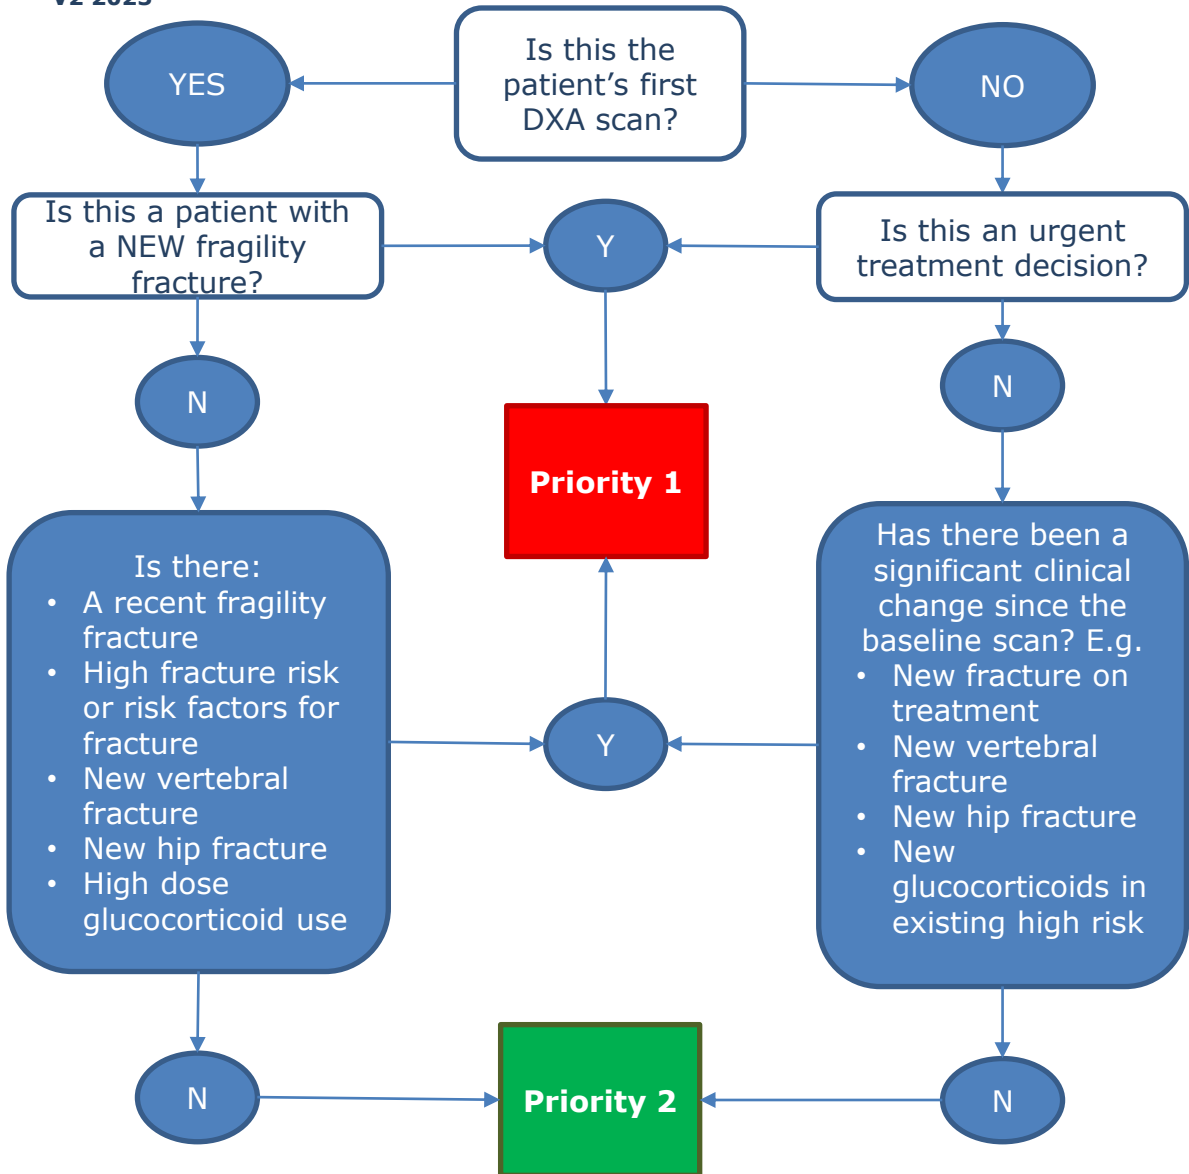 V2 2023
Is this the
patient's first
DXA scan?
YES
NO
Is this a patient with
a NEW fragility
fracture?
Y
Is this an urgent
treatment decision?
N
N
Priority 1
Is there:
• A recent fragility
fracture
• High fracture risk
or risk factors for
fracture
• New vertebral
fracture
• New hip fracture
• High dose
glucocorticoid use
Has there been a
significant clinical
change since the
baseline scan? E.g.
• New fracture on
treatment
• New vertebral
fracture
• New hip fracture
• New
glucocorticoids in
existing high risk
Y
N
Priority 2
N